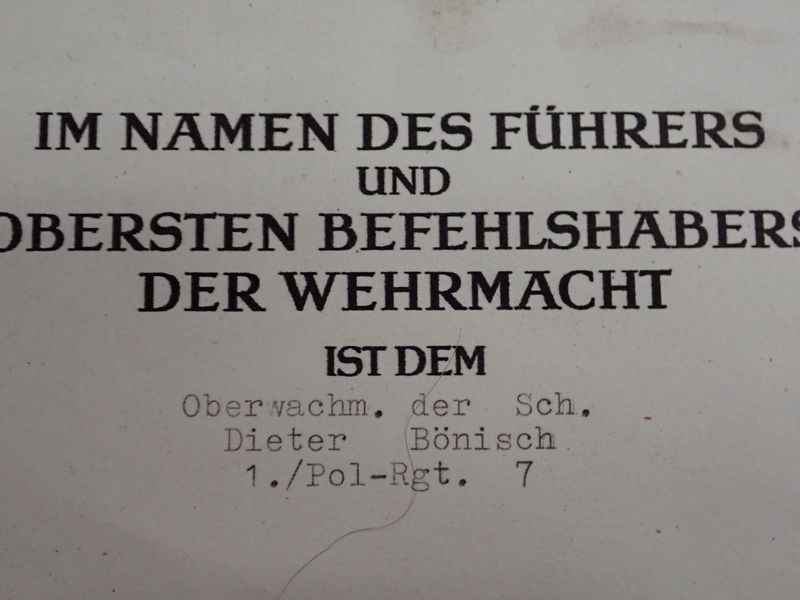 IM NAMEN DES FÜHRERS
UND
OBERSTEN BEFEHLSHABERS
DER WEHRMACHT
IST DEM
Oberwachm. der Sch.
Dieter Bönisch
1./Pol-Rgt. 7